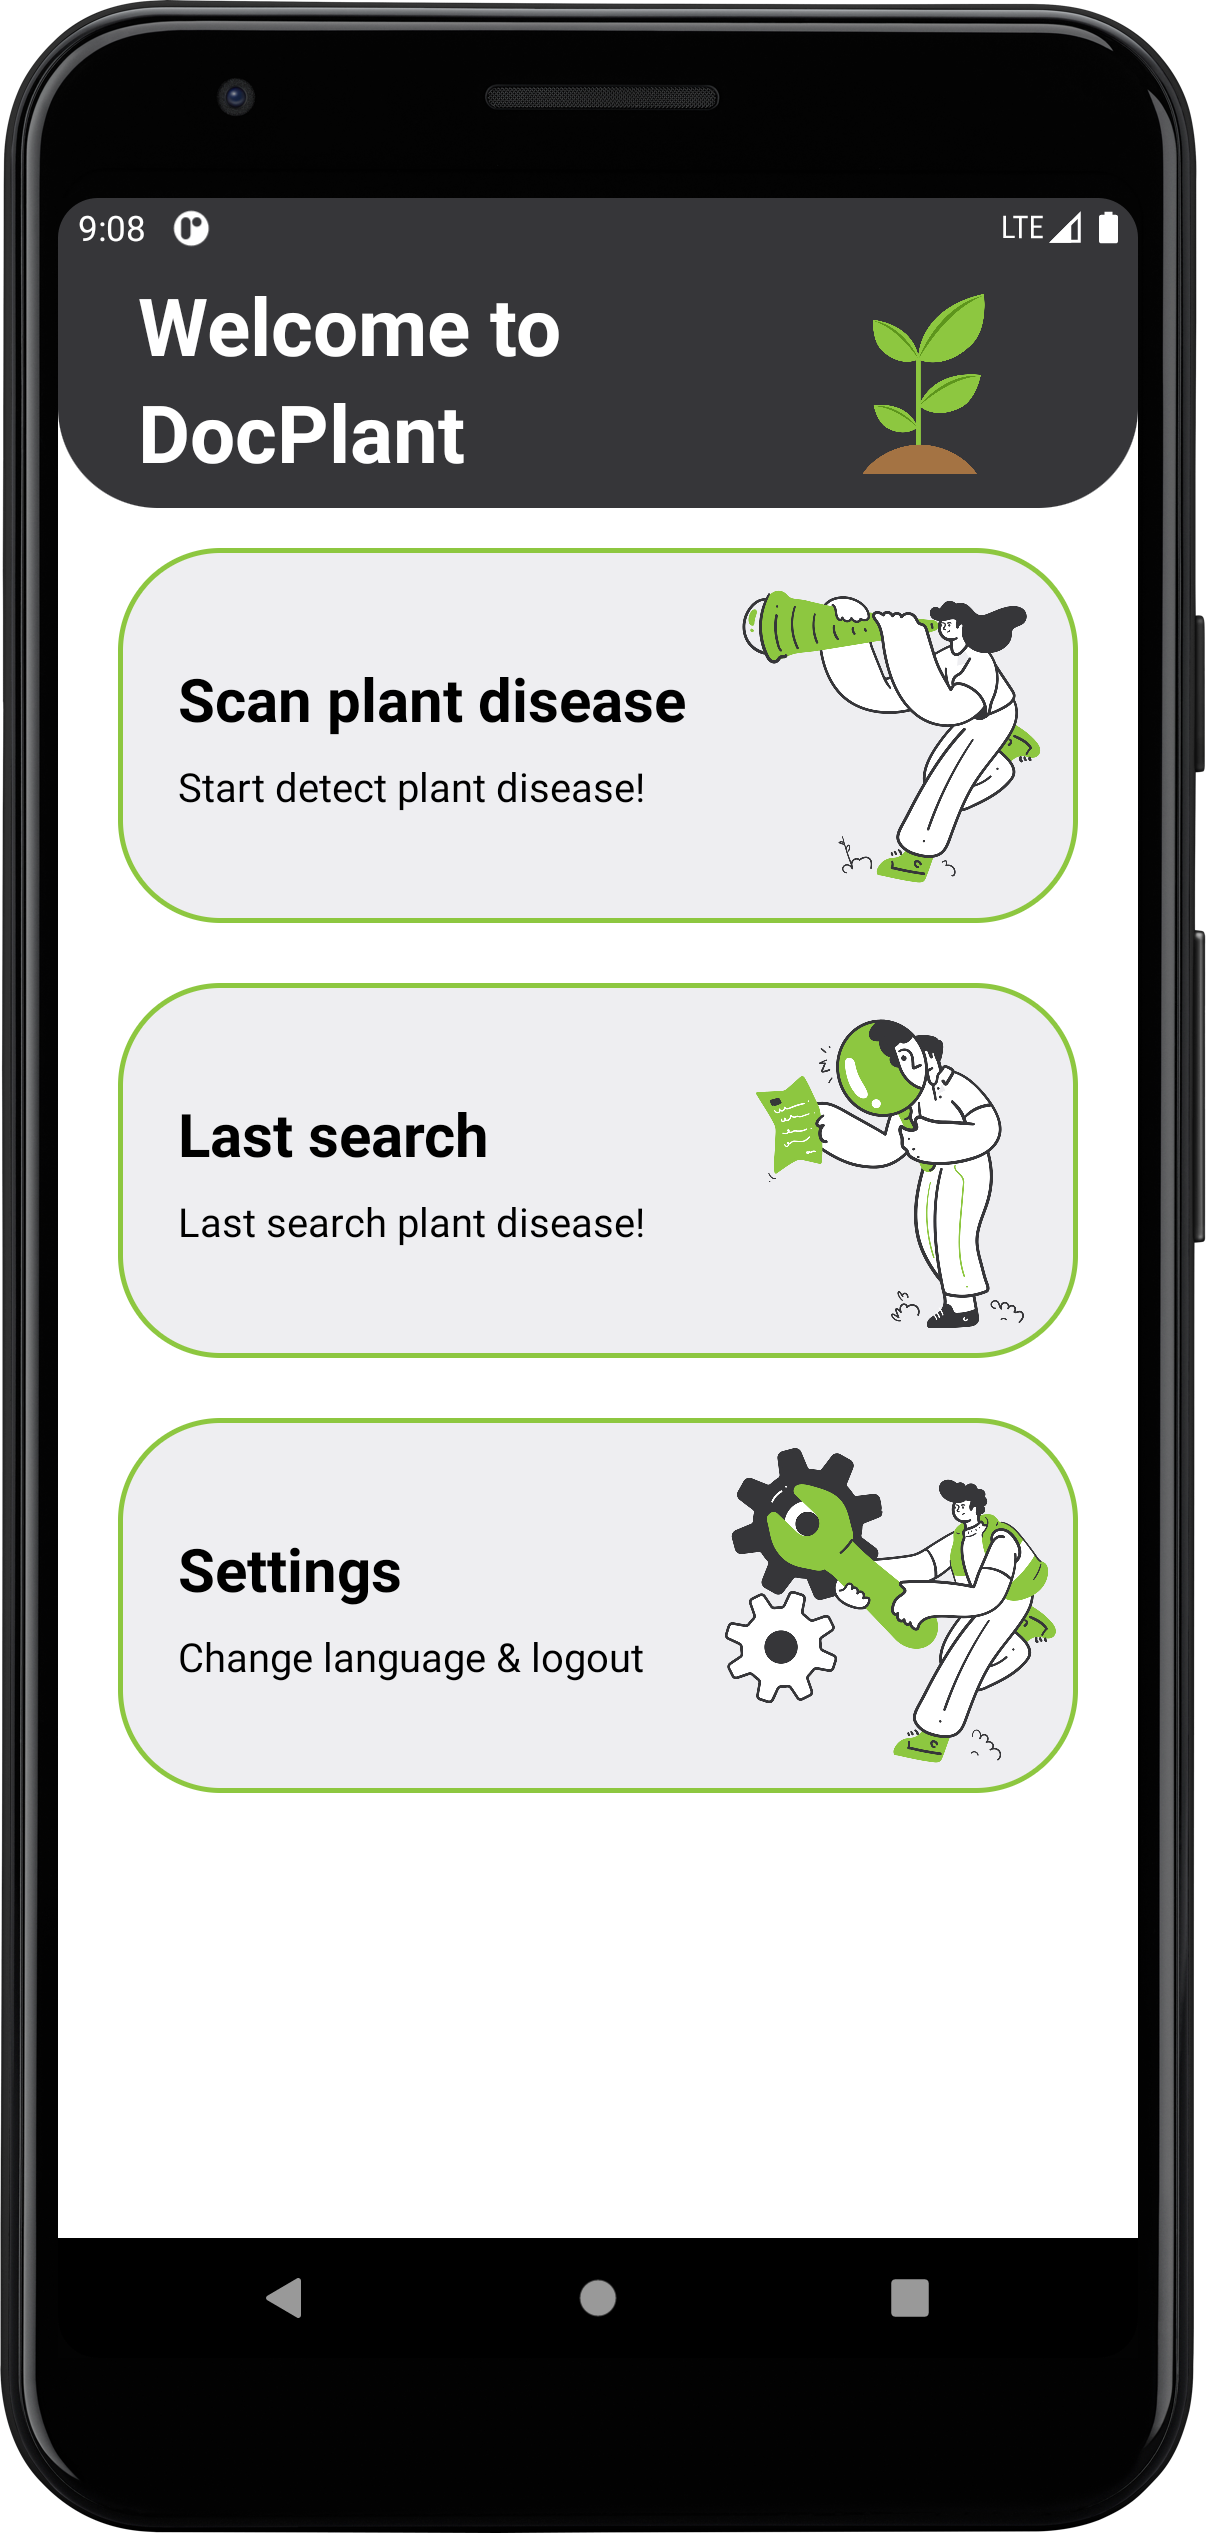 9:08 LTE
Welcome to
DocPlant
Scan plant disease
Start detect plant disease!
Last search
Last search plant disease!
Settings
Change language & logout